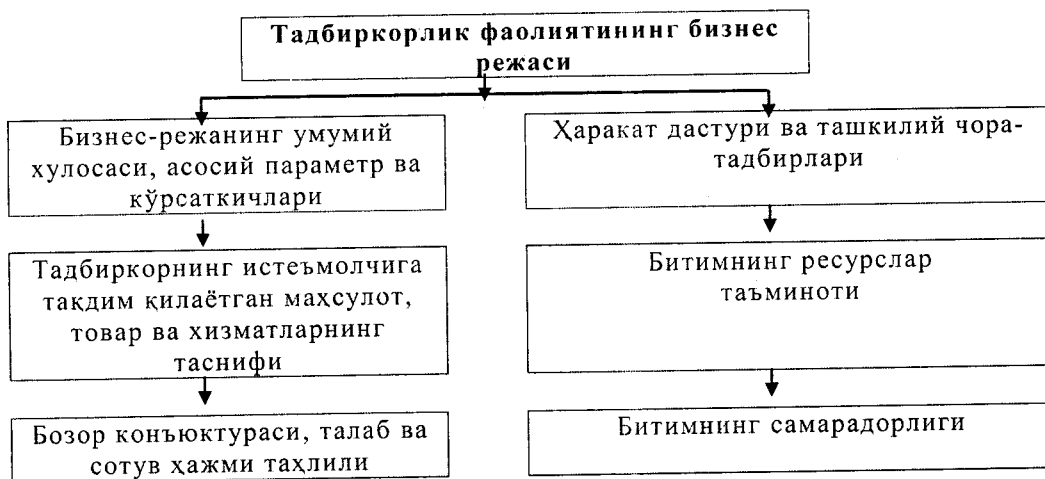 Тадбиркорлик фаолиятининг бизнес
режаси
Бизнес-режанинг умумий
хулосаси, асосий параметр ва
кўрсаткичлари
Тадбиркорнинг истеъмолчига
тақдим қилаётган маҳсулот,
товар ва хизматларнинг
таснифи
Бозор конъюктураси, талаб ва
сотув ҳажми таҳлили
Ҳаракат дастури ва ташкилий чора-
тадбирлари
Битимнинг ресурслар
таъминоти
Битимнинг самарадорлиги